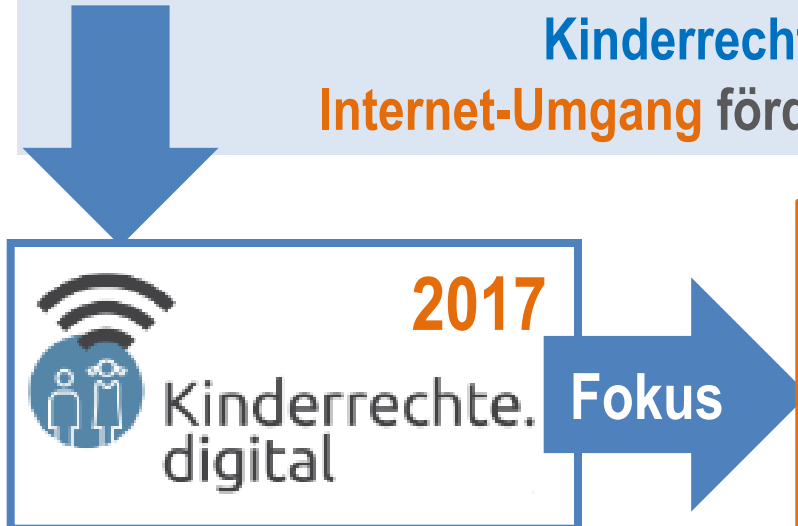 Kinderrecht
Internet-Umgang förd
2017
Kinderrechte.
digital
Fokus